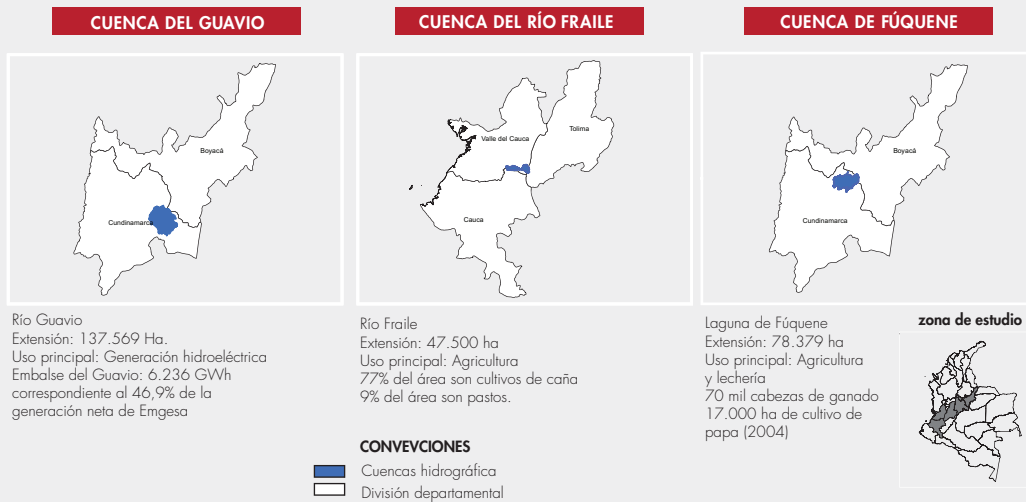 CUENCA DEL GUAVIO
Boyacá
Cundinamarca
Río Guavio
Extensión: 137.569 Ha.
Uso principal: Generación hidroeléctrica
Embalse del Guavio: 6.236 GWh
correspondiente al 46,9% de la
generación neta de Emgesa
CUENCA DEL RÍO FRAILE
Tolima
Valle del Cauca
Cauca
Río Fraile
Extensión: 47.500 ha
Uso principal: Agricultura
77% del área son cultivos de caña
9% del área son pastos.
CUENCA DE FÚQUENE
Boyacá
Cundinamarca
Laguna de Fúquene
Extensión: 78.379 ha
Uso principal: Agricultura
y lechería
70 mil cabezas de ganado
17.000 ha de cultivo de
papa (2004)
zona de estudio
CONVEVCIONES
Cuencas hidrográfica
División departamental